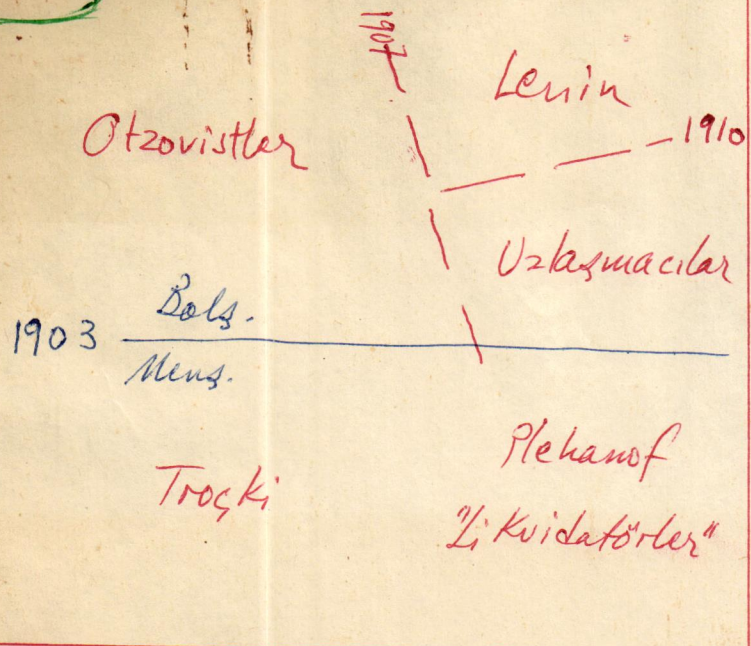 1907
Lenin
Otzovistler
1910
Uzlaşmacılar
Bolş.
1903
Menş.
Plehanof
Troçki
"Likvidatörler"